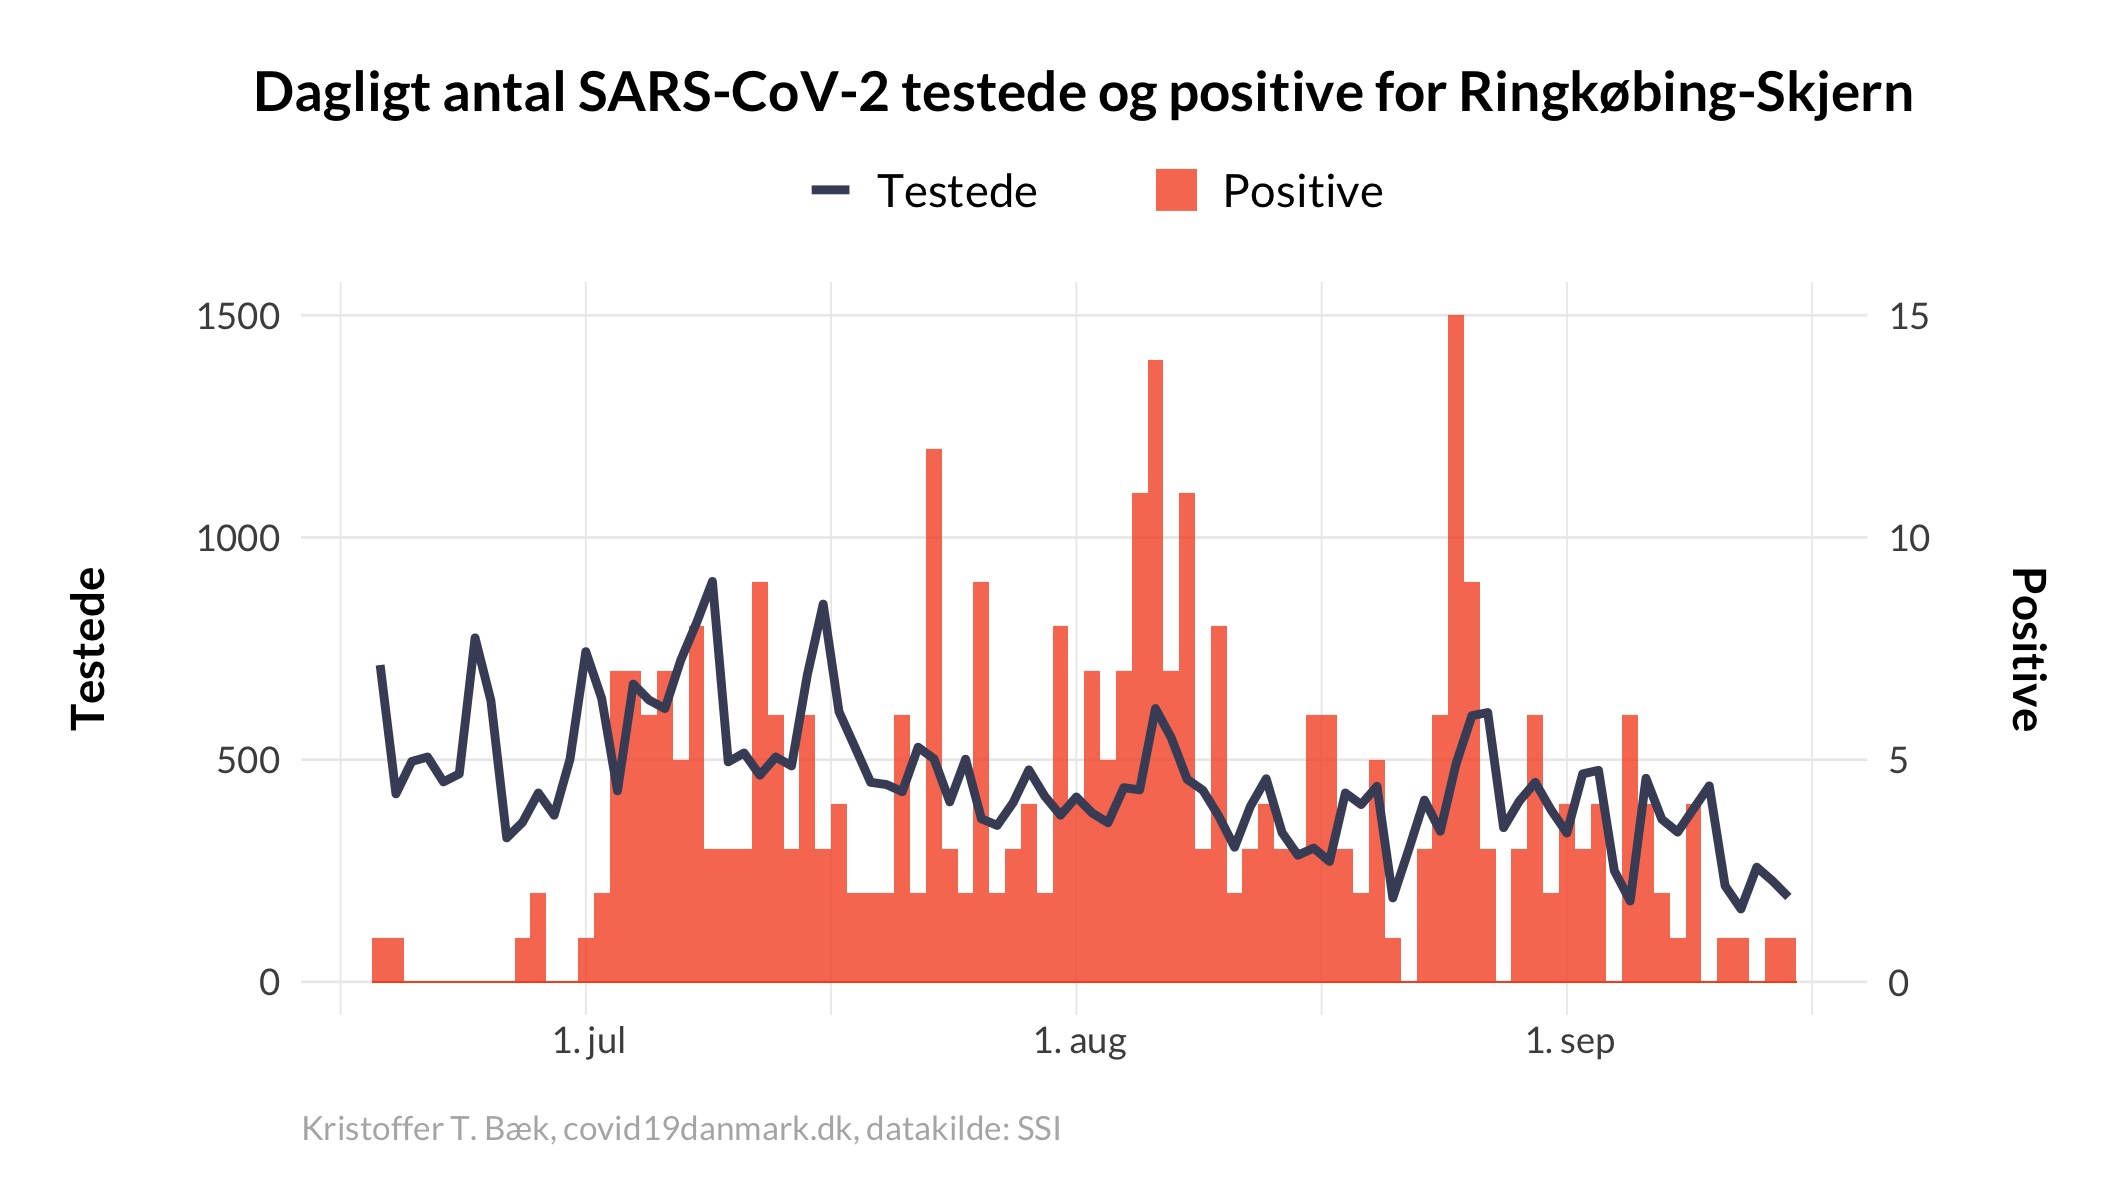 Dagligt antal SARS-CoV-2 testede og positive for Ringkøbing-Skjern
Testede Positive
1500 15
1000 10
500 5
0 0
Testede
Positive
1. jul 1. aug 1. sep
Kristoffer T. Bæk, covid19danmark.dk, datakilde: SSI